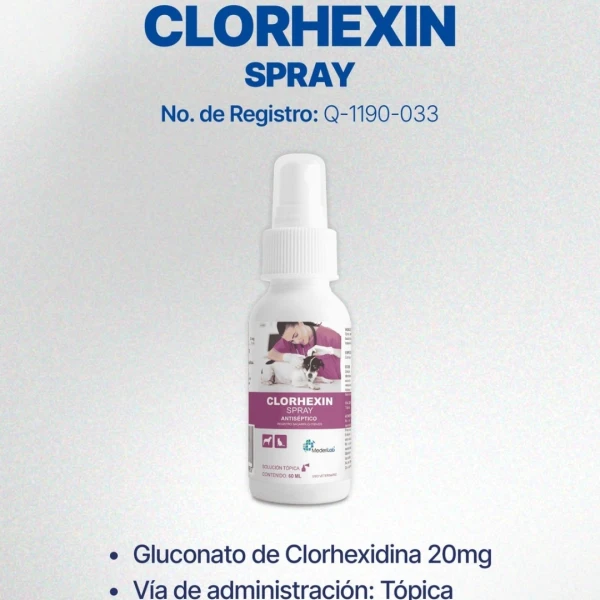 CLORHEXIN
SPRAY
No. de Registro: Q-1190-033
CLORHEXIN
SPRAY
ANTISÉPTICO
SOLUCIÓN TÓPICA
CONTENIDO: 60 ML
• Gluconato de Clorhexidina 20mg
• Vía de administración: Tópica